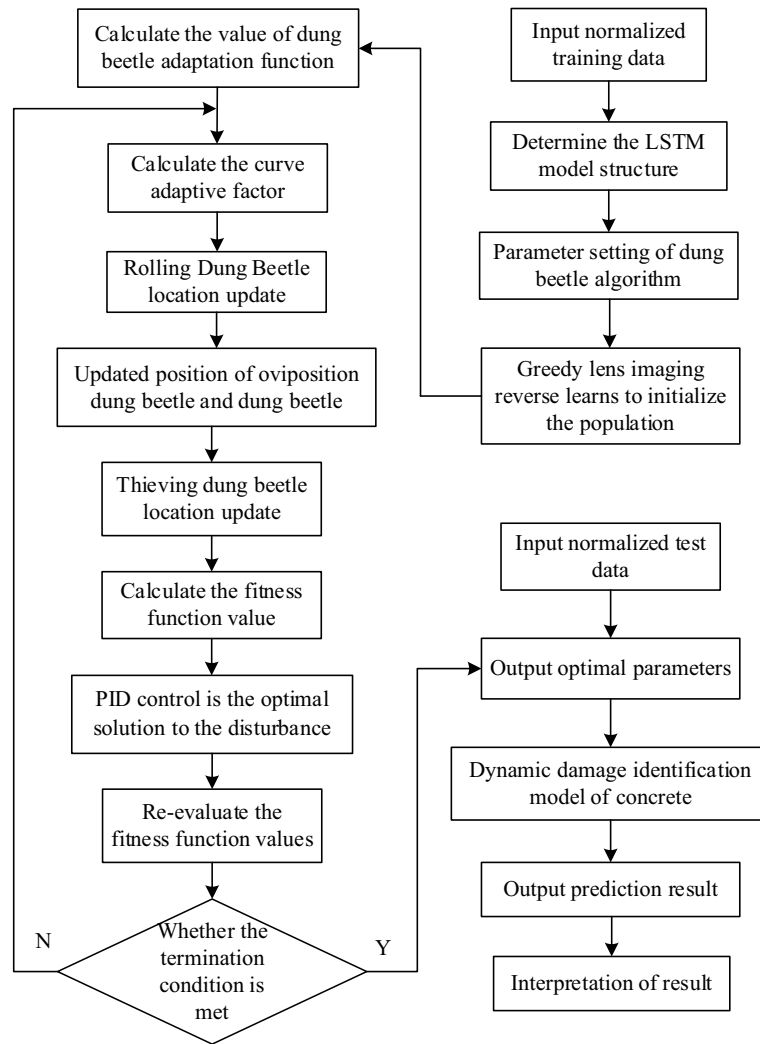 Calculate the value of dung
beetle adaptation function
Calculate the curve
adaptive factor
Rolling Dung Beetle
location update
Updated position of oviposition
dung beetle and dung beetle
Thieving dung beetle
location update
Calculate the fitness
function value
PID control is the optimal
solution to the disturbance
Re-evaluate the
fitness function values
Whether the
termination
condition is
met
N
Y
Input normalized
training data
Determine the LSTM
model structure
Parameter setting of dung
beetle algorithm
Greedy lens imaging
reverse learns to initialize
the population
Input normalized test
data
Output optimal parameters
Dynamic damage identification
model of concrete
Output prediction result
Interpretation of result